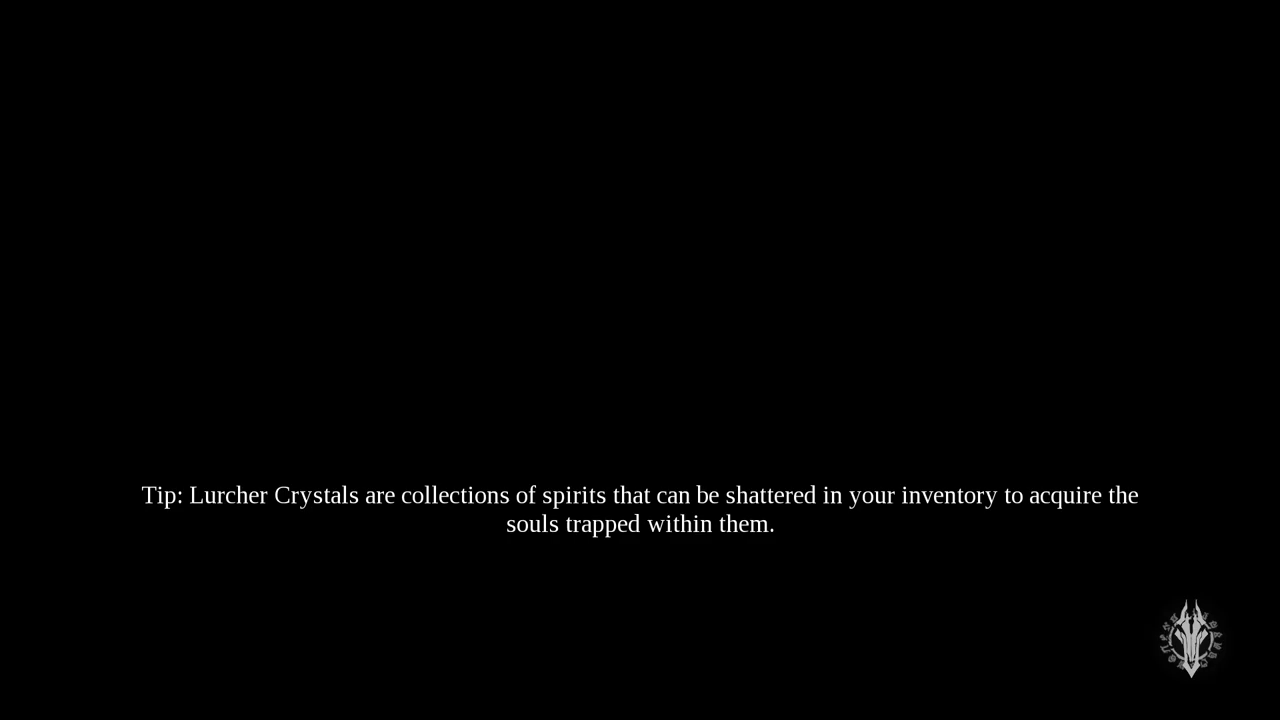 Tip: Lurcher Crystals are collections of spirits that can be shattered in your inventory to acquire the
souls trapped within them.